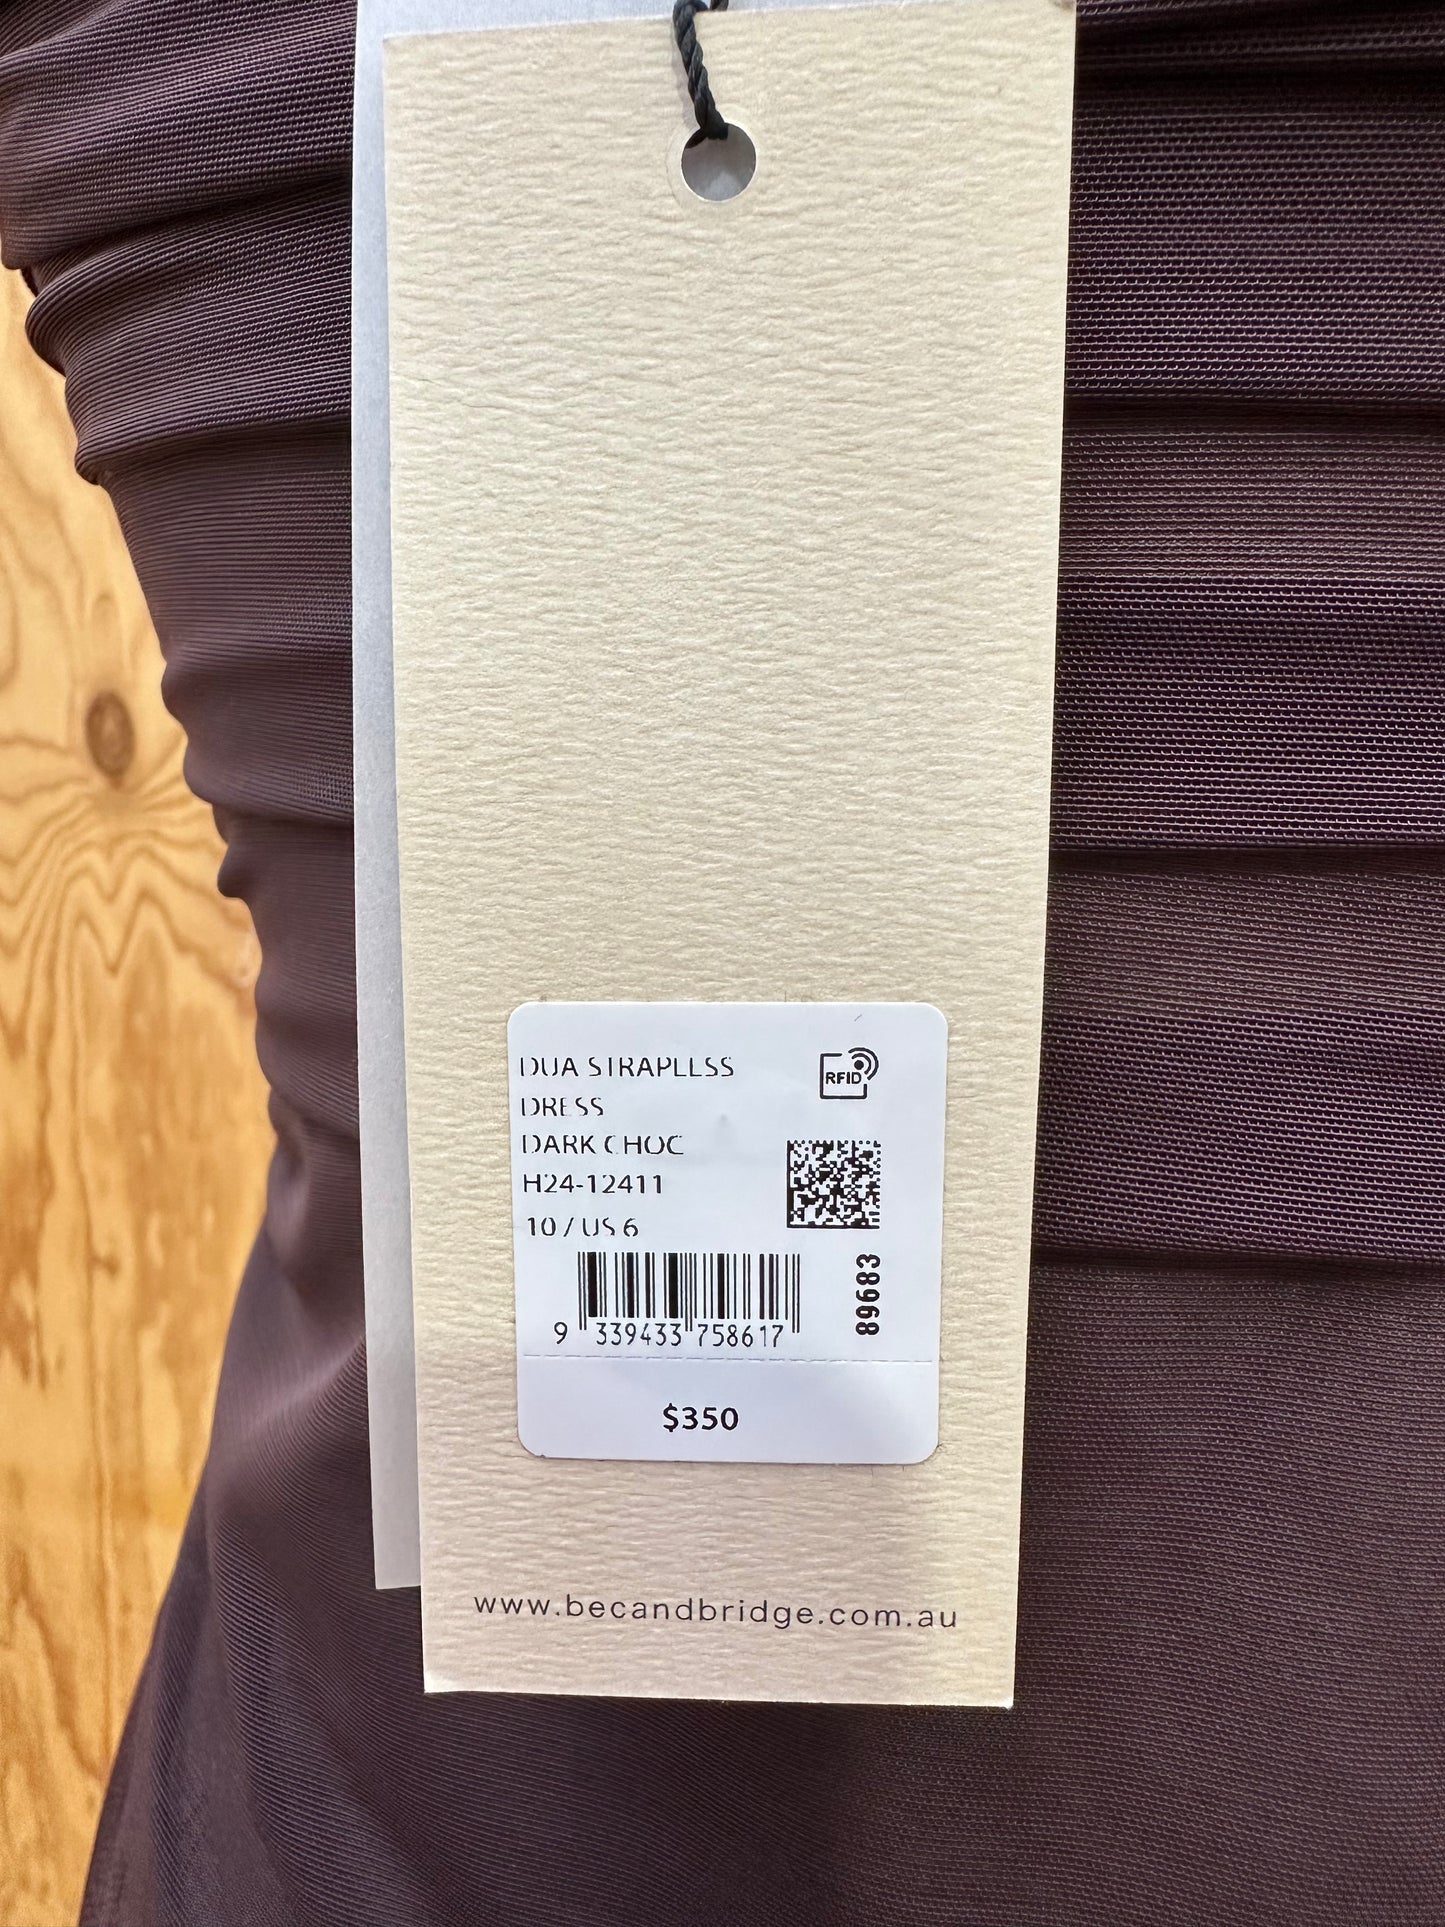 DUA STRAPLESS
RFID
DRESS
DARK CHOC
H24-12411
10 / US 6
89683
9 339433 758617
$350
www.becandbridge.com.au